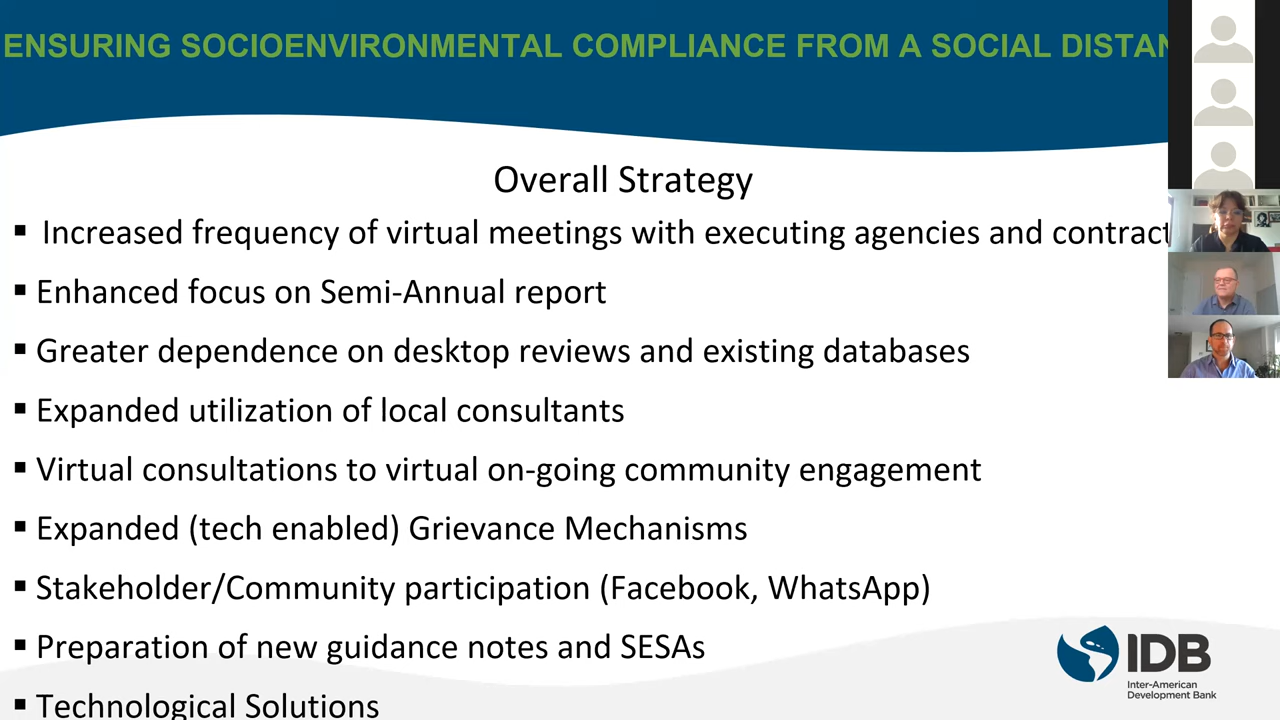 ENSURING SOCIOENVIRONMENTAL COMPLIANCE FROM A SOCIAL DISTAN
Overall Strategy
▪ Increased frequency of virtual meetings with executing agencies and contract
▪ Enhanced focus on Semi-Annual report
▪ Greater dependence on desktop reviews and existing databases
▪ Expanded utilization of local consultants
▪ Virtual consultations to virtual on-going community engagement
▪ Expanded (tech enabled) Grievance Mechanisms
▪ Stakeholder/Community participation (Facebook, WhatsApp)
▪ Preparation of new guidance notes and SESAs
▪ Technological Solutions
IDB
Inter-American
Development Bank